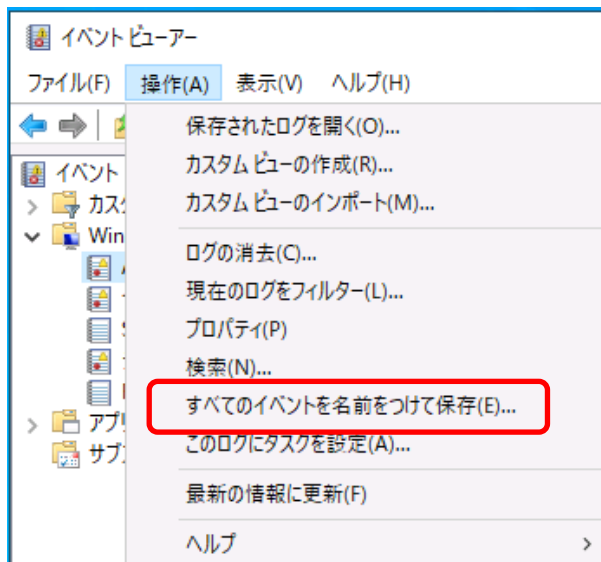 イベント ビューアー
ファイル(F) 操作(A) 表示(V) ヘルプ(H)
保存されたログを開く(O)...
カスタム ビューの作成(R)...
カスタム ビューのインポート(M)...
ログの消去(C)...
現在のログをフィルター(L)...
プロパティ(P)
検索(N)...
すべてのイベントを名前をつけて保存(E)...
このログにタスクを設定(A)...
最新の情報に更新(F)
ヘルプ
イベント
カス
Win
アプ
サブ